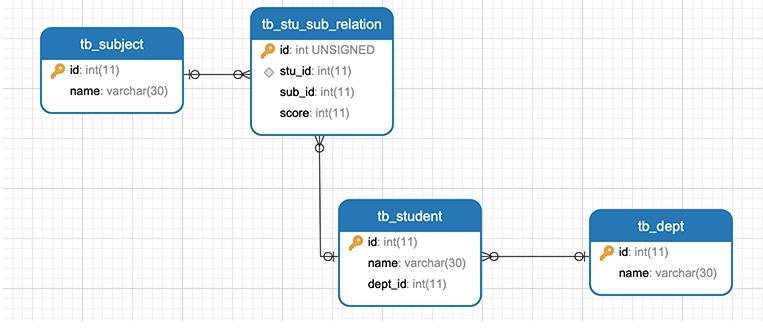 tb_subject
id: int(11)
name: varchar(30)
tb_stu_sub_relation
id: int UNSIGNED
stu_id: int(11)
sub_id: int(11)
score: int(11)
tb_student
id: int(11)
name: varchar(30)
dept_id: int(11)
tb_dept
id: int(11)
name: varchar(30)